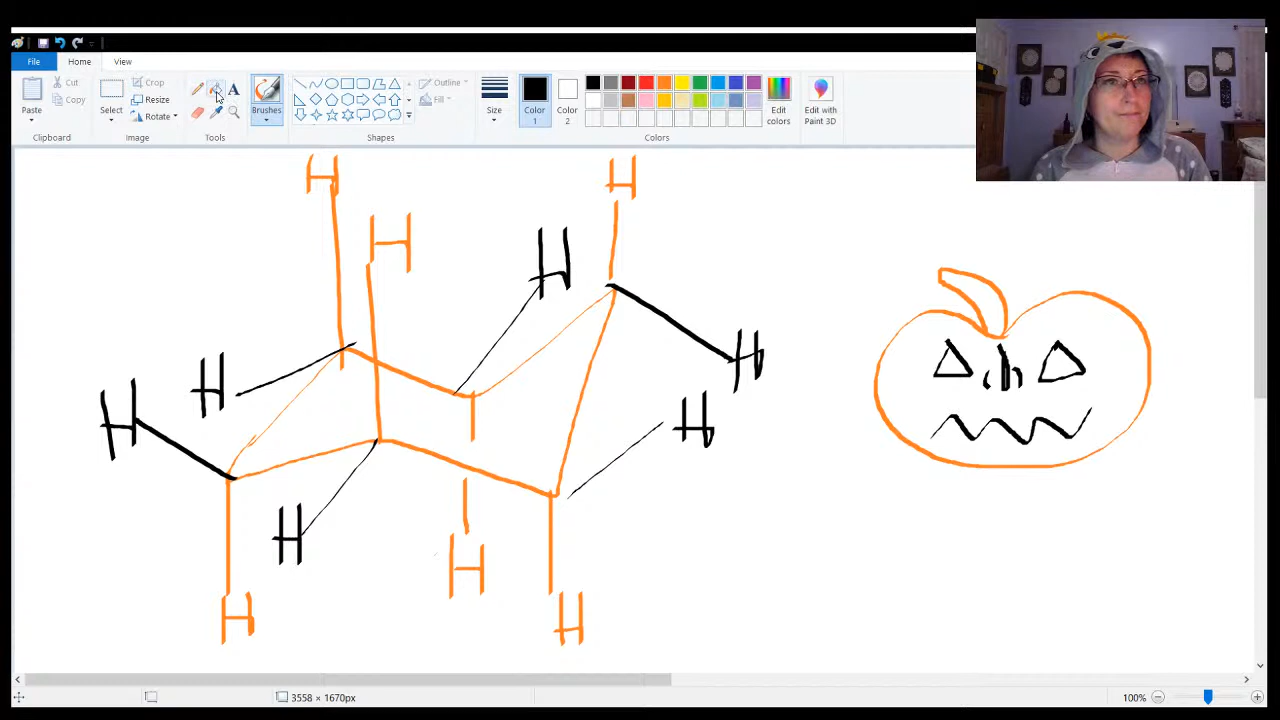 File Home View
Cut Crop Outline Edit with
Paste Copy Select Resize Brushes Fill Size Color Color Edit Paint 3D
Rotate 1 2 colors
Clipboard Image Tools Shapes Colors
A
H H
H H
H H
H H
H
H
H H
3558 × 1670px 100%